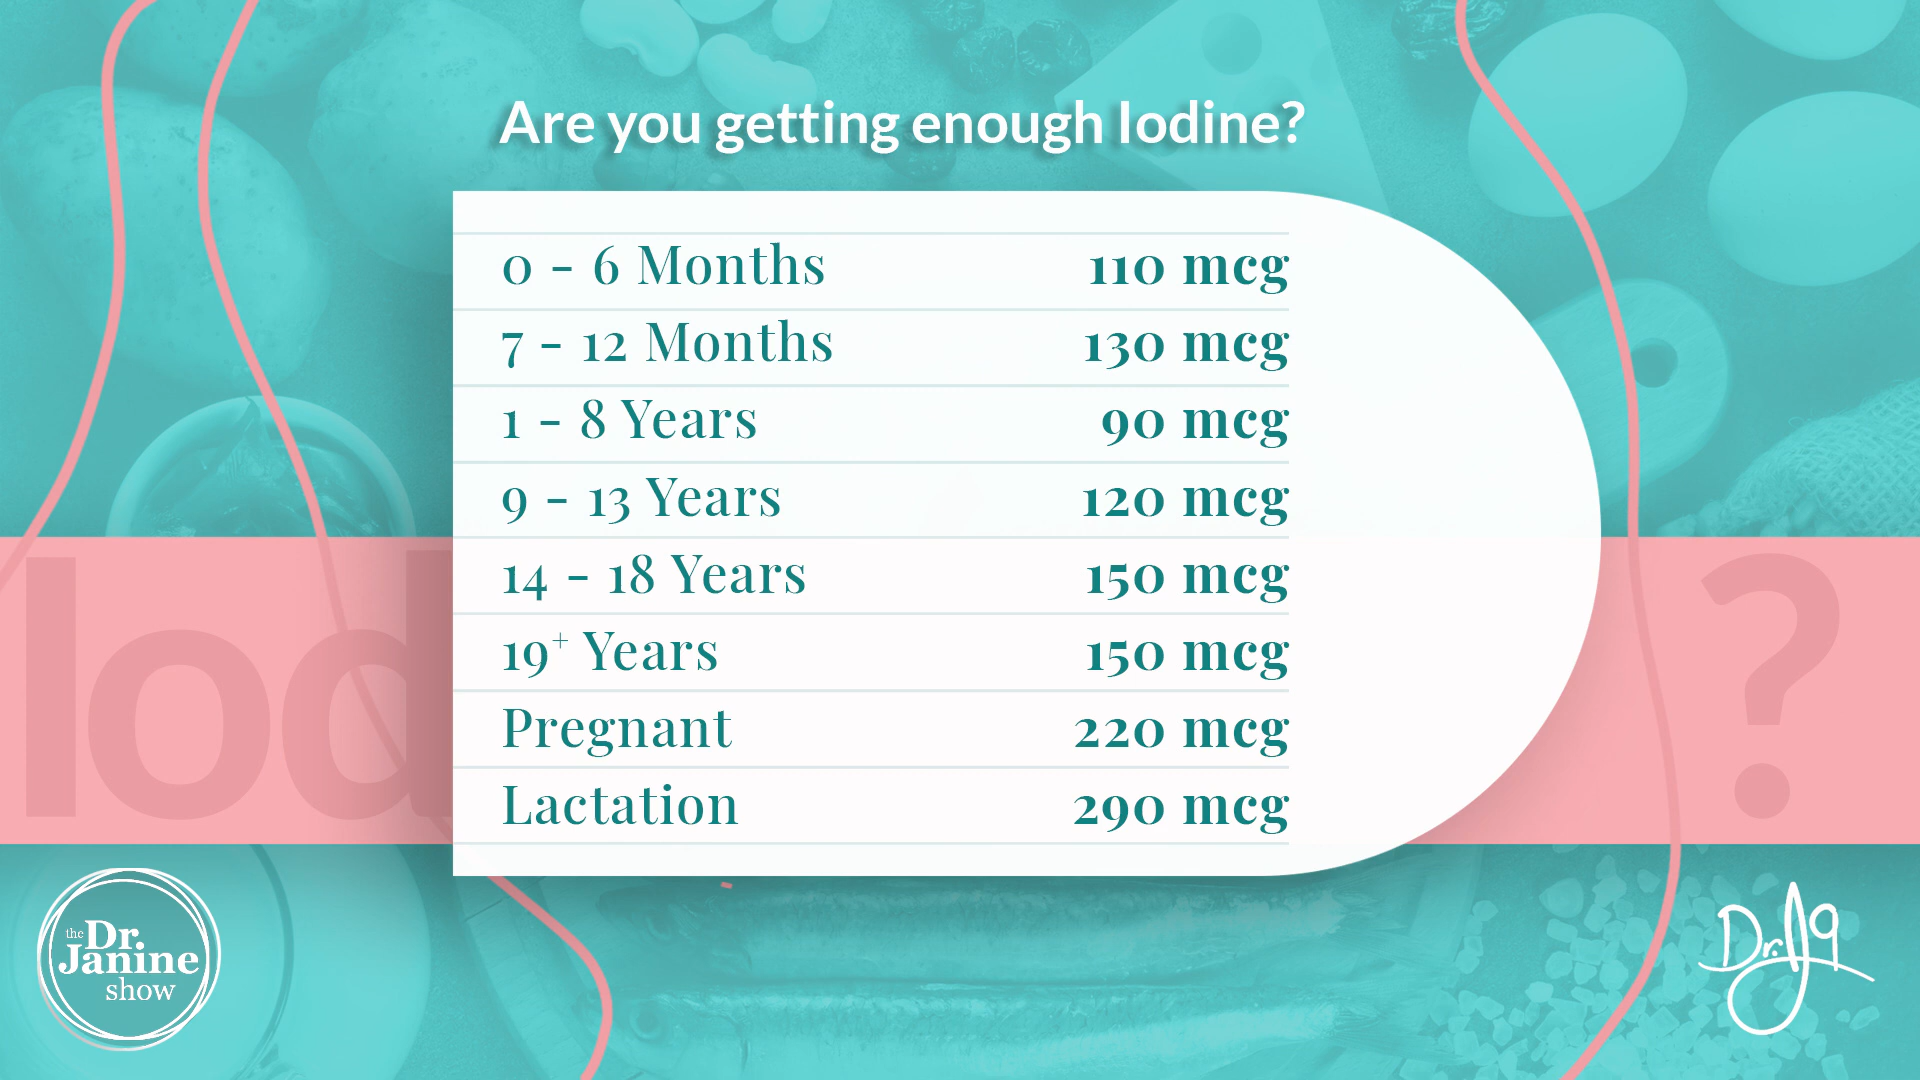 Are you getting enough Iodine?
0 - 6 Months 110 mcg
7 - 12 Months 130 mcg
1 - 8 Years 90 mcg
9 - 13 Years 120 mcg
14 - 18 Years 150 mcg
19+ Years 150 mcg
Pregnant 220 mcg
Lactation 290 mcg
Iod ?
the Dr.
Janine
show